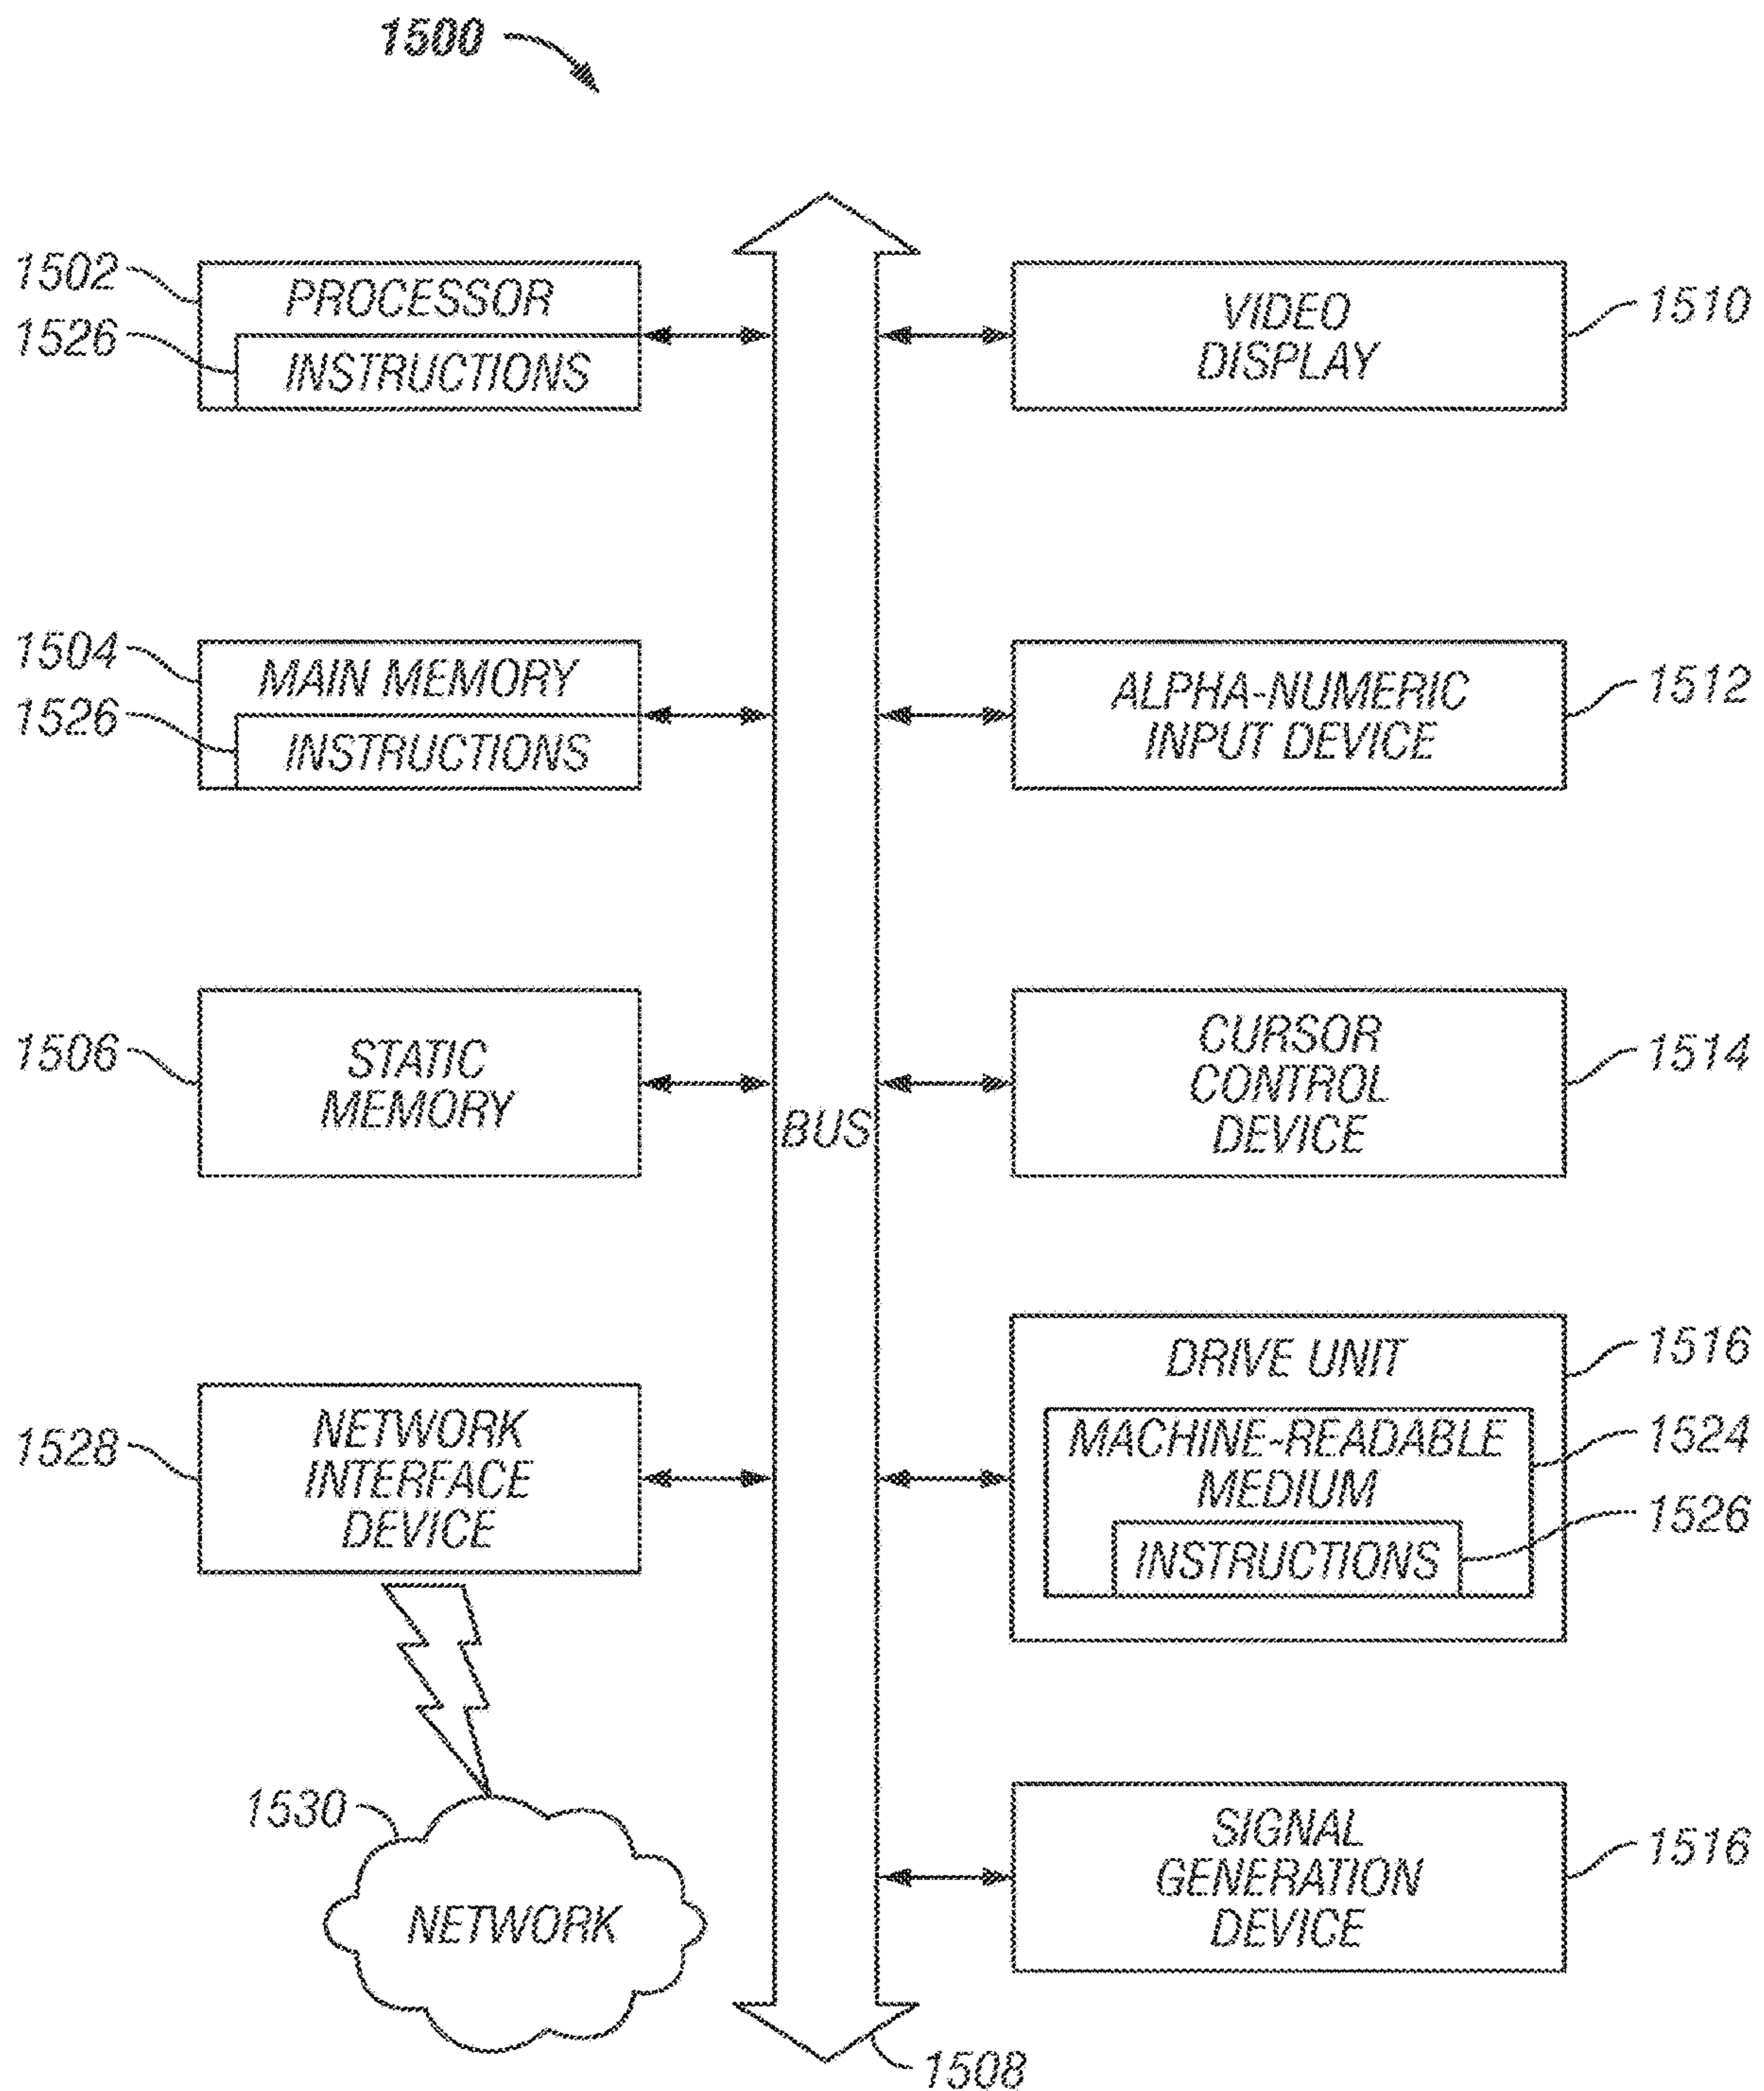 1500
1502
PROCESSOR
1526
INSTRUCTIONS
VIDEO
DISPLAY
1510
1504
MAIN MEMORY
1526
INSTRUCTIONS
ALPHA-NUMERIC
INPUT DEVICE
1512
1506
STATIC
MEMORY
BUS
CURSOR
CONTROL
DEVICE
1514
1528
NETWORK
INTERFACE
DEVICE
DRIVE UNIT
1516
MACHINE-READABLE
MEDIUM
1524
INSTRUCTIONS
1526
1530
NETWORK
SIGNAL
GENERATION
DEVICE
1516
1508